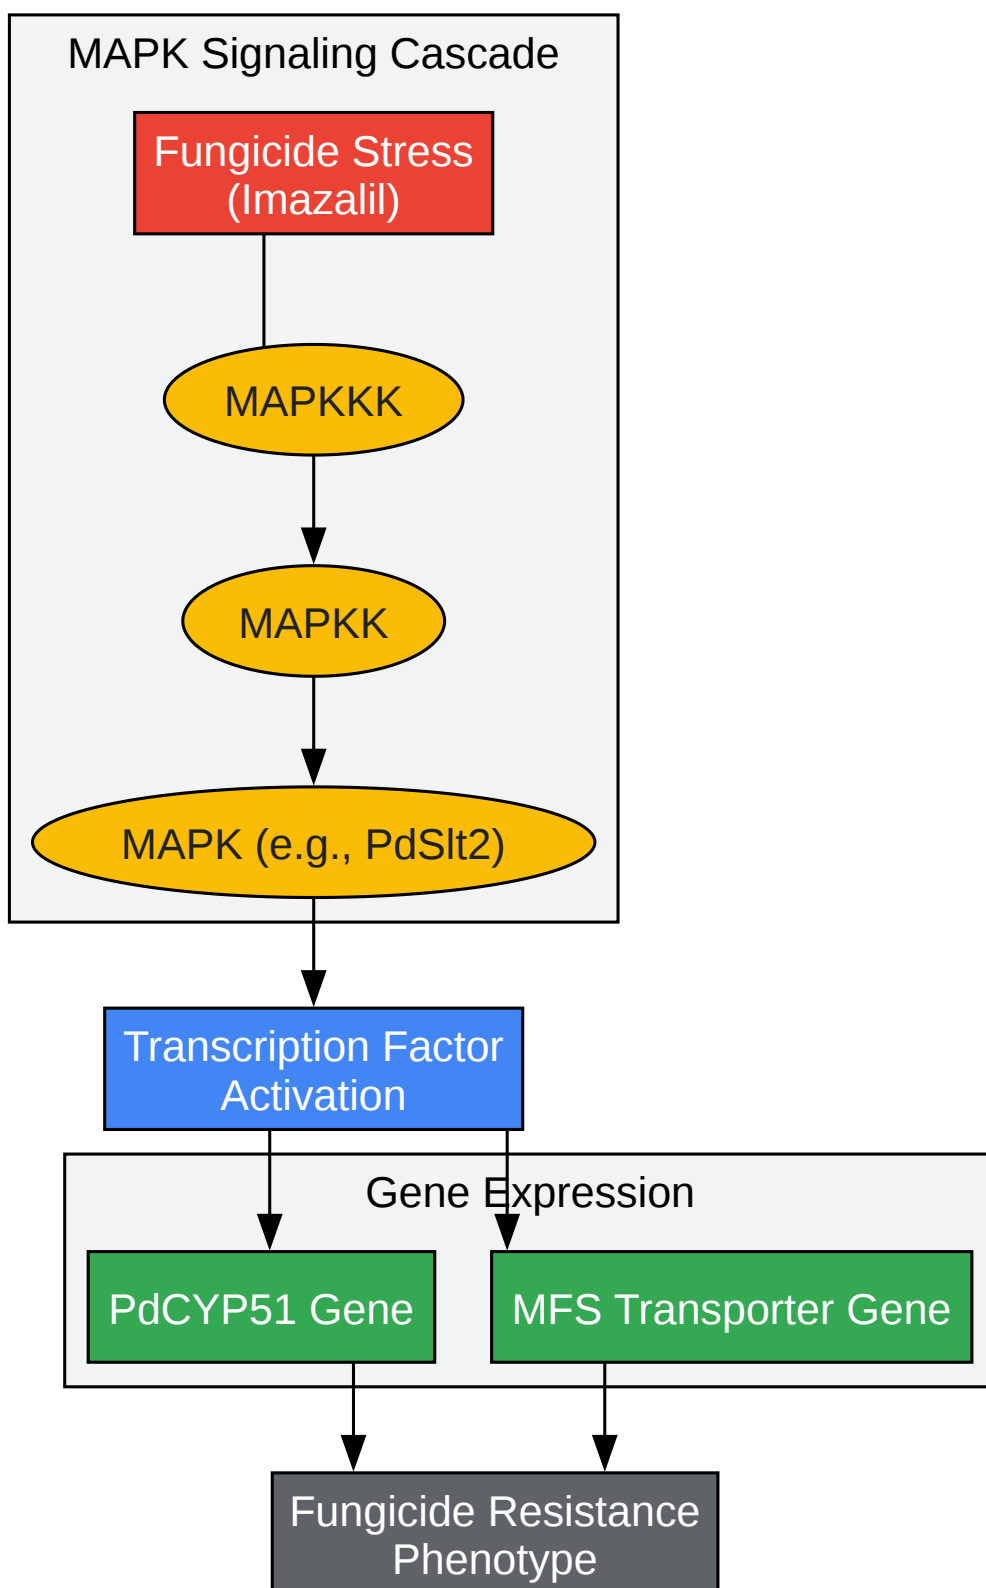 MAPK Signaling Cascade
Fungicide Stress
(Imazalil)
MAPKKK
MAPKK
MAPK (e.g., PdSlt2)
Transcription Factor
Activation
Gene Expression
PdCYP51 Gene
MFS Transporter Gene
Fungicide Resistance
Phenotype